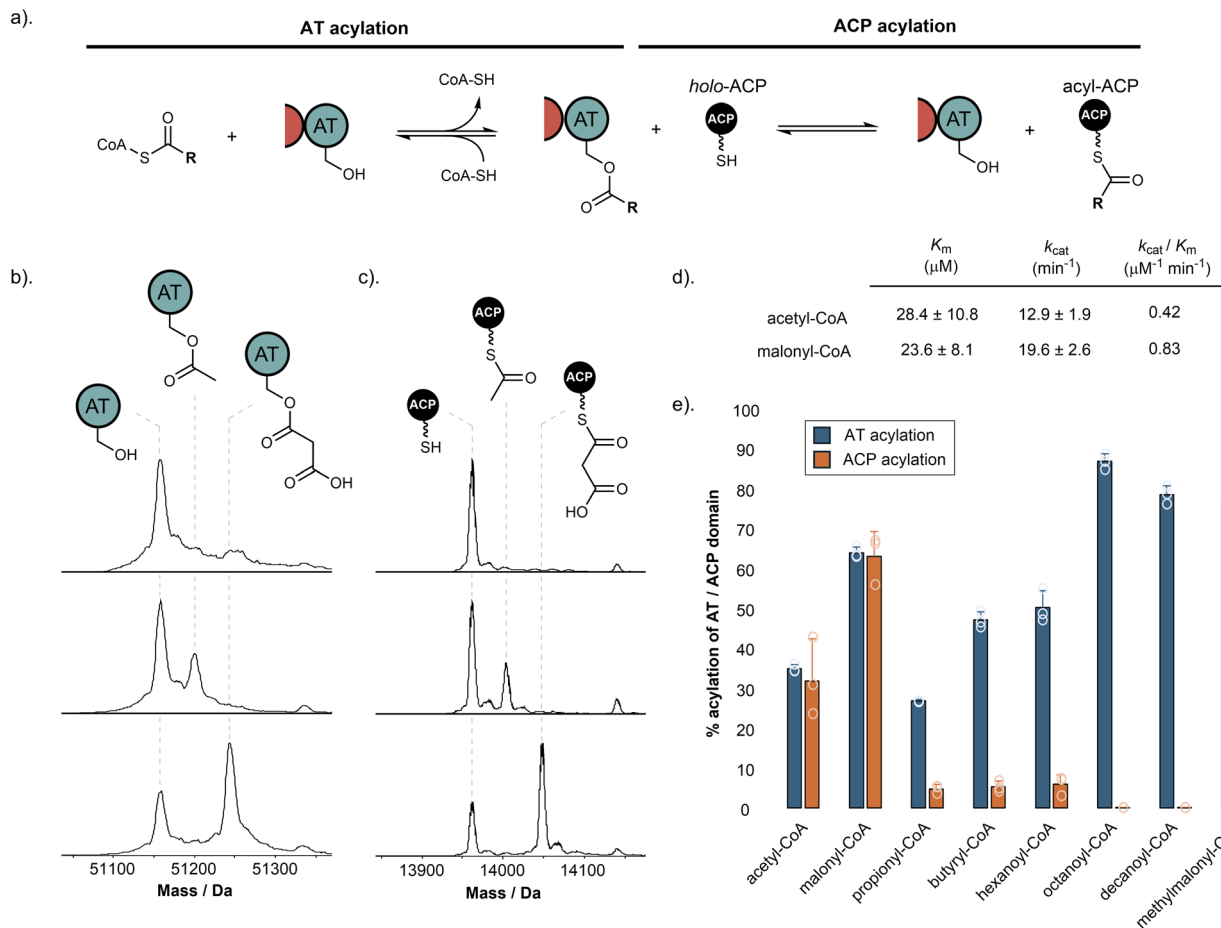 a).
AT acylation
ACP acylation
CoA
S
O
R
+
AT
OH
CoA-SH
CoA-SH
AT
O
O
R
+
holo-ACP
ACP
SH
AT
OH
+
acyl-ACP
ACP
S
O
R
b).
AT
OH
AT
O
O
AT
O
O
O
OH
51100 51200 51300
Mass / Da
c).
ACP
SH
ACP
S
O
ACP
S
O
O
HO
13900 14000 14100
Mass / Da
d).
Km kcat kcat / Km
(μM) (min-1) (μM-1 min-1)
acetyl-CoA 28.4 ± 10.8 12.9 ± 1.9 0.42
malonyl-CoA 23.6 ± 8.1 19.6 ± 2.6 0.83
e).
% acylation of AT / ACP domain
100
90
80
70
60
50
40
30
20
10
0
AT acylation
ACP acylation
acetyl-CoA
malonyl-CoA
propionyl-CoA
butyryl-CoA
hexanoyl-CoA
octanoyl-CoA
decanoyl-CoA
methylmalonyl-C